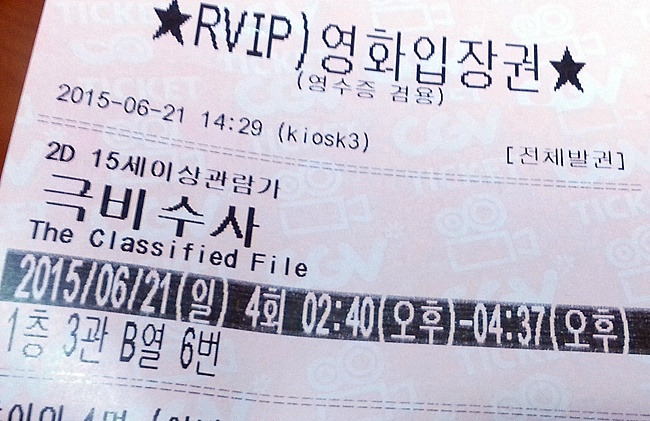 ★RVIP)영화입장권★
(영수증 겸용)
2015-06-21 14:29 (kiosk3)
[전체발권]
2D 15세이상관람가
극비수사
The Classified File
2015/06/21(일) 4회 02:40(오후)-04:37(오후)
1층 3관 B열 6번